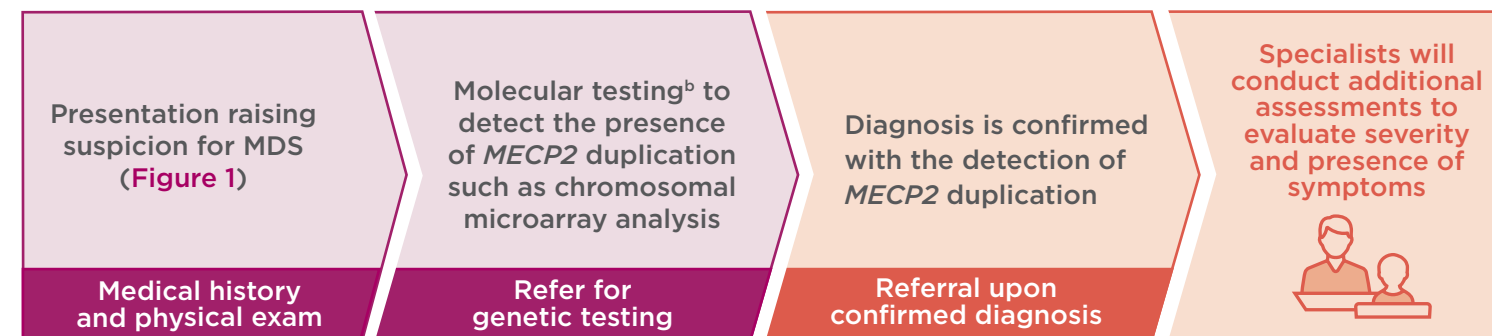 Presentation raising
suspicion for MDS
(Figure 1)
Medical history
and physical exam
Molecular testingᵇ to
detect the presence
of MECP2 duplication
such as chromosomal
microarray analysis
Refer for
genetic testing
Diagnosis is confirmed
with the detection of
MECP2 duplication
Referral upon
confirmed diagnosis
Specialists will
conduct additional
assessments to
evaluate severity
and presence of
symptoms